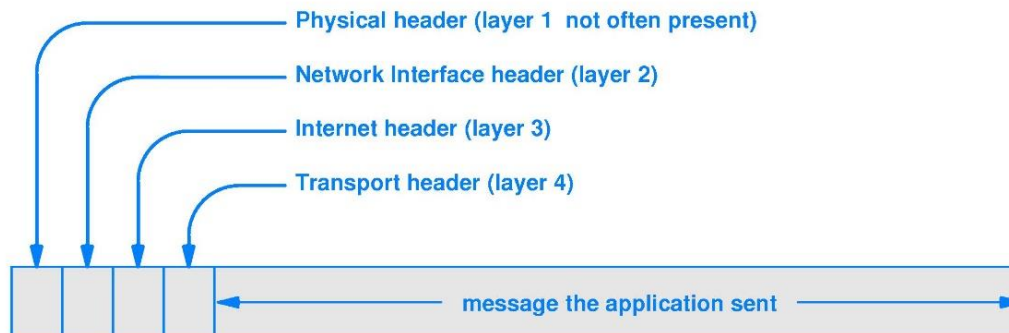 Physical header (layer 1 not often present)
Network Interface header (layer 2)
Internet header (layer 3)
Transport header (layer 4)
message the application sent